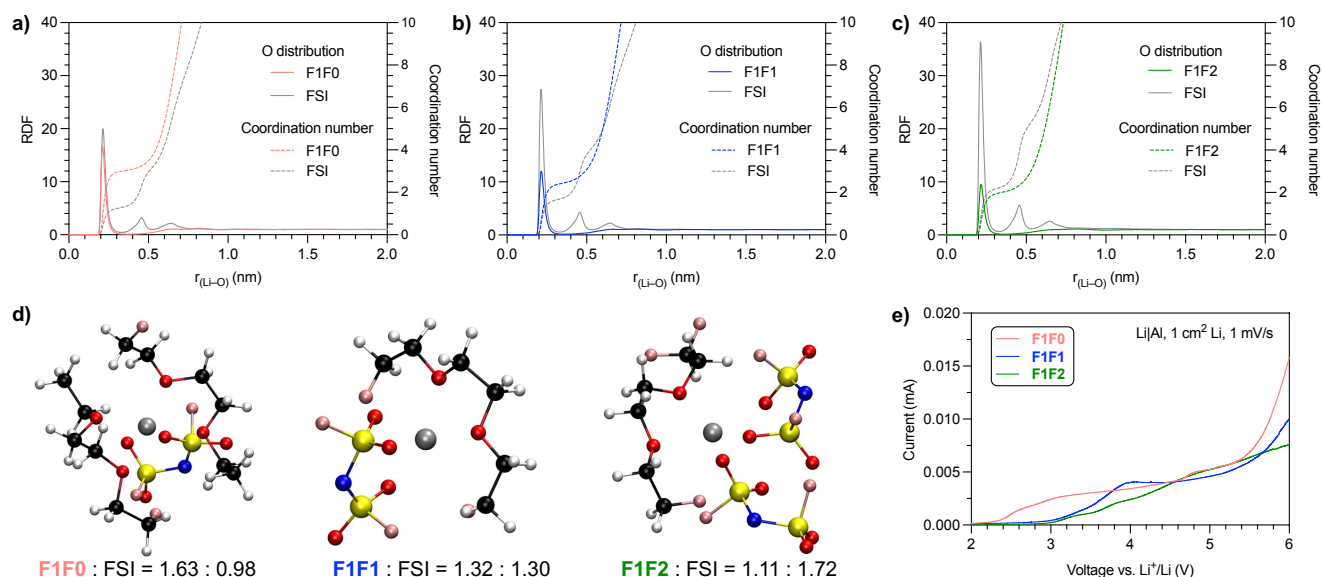 a)
40
30
20
10
0
RDF
10
8
6
4
2
0
Coordination number
O distribution
F1F0
FSI
Coordination number
F1F0
FSI
0.0 0.5 1.0 1.5 2.0
r(Li–O) (nm)
b)
40
30
20
10
0
RDF
10
8
6
4
2
0
Coordination number
O distribution
F1F1
FSI
Coordination number
F1F1
FSI
0.0 0.5 1.0 1.5 2.0
r(Li–O) (nm)
c)
40
30
20
10
0
RDF
10
8
6
4
2
0
Coordination number
O distribution
F1F2
FSI
Coordination number
F1F2
FSI
0.0 0.5 1.0 1.5 2.0
r(Li–O) (nm)
d)
F1F0 : FSI = 1.63 : 0.98
F1F1 : FSI = 1.32 : 1.30
F1F2 : FSI = 1.11 : 1.72
e)
0.020
0.015
0.010
0.005
0.000
Current (mA)
F1F0
F1F1
F1F2
Li|Al, 1 cm² Li, 1 mV/s
2 3 4 5 6
Voltage vs. Li⁺/Li (V)